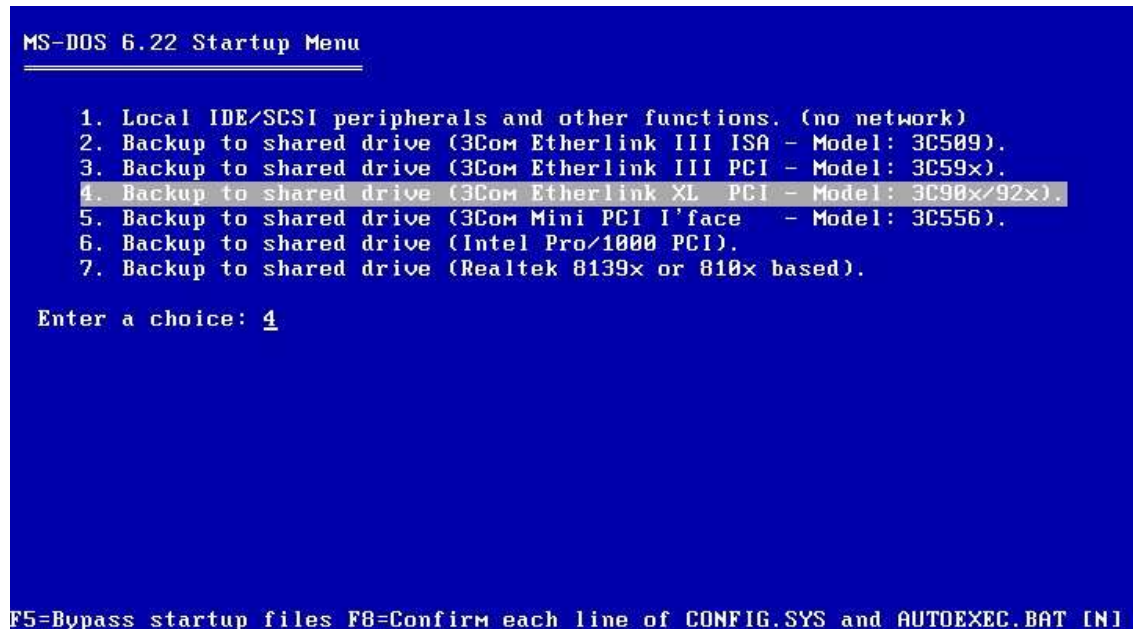 MS-DOS 6.22 Startup Menu
1. Local IDE/SCSI peripherals and other functions. (no network)
2. Backup to shared drive (3Com Etherlink III ISA - Model: 3C509).
3. Backup to shared drive (3Com Etherlink III PCI - Model: 3C59x).
4. Backup to shared drive (3Com Etherlink XL  PCI - Model: 3C90x/92x).
5. Backup to shared drive (3Com Mini PCI I'face   - Model: 3C556).
6. Backup to shared drive (Intel Pro/1000 PCI).
7. Backup to shared drive (Realtek 8139x or 810x based).
Enter a choice: 4
F5=Bypass startup files F8=Confirm each line of CONFIG.SYS and AUTOEXEC.BAT [N]